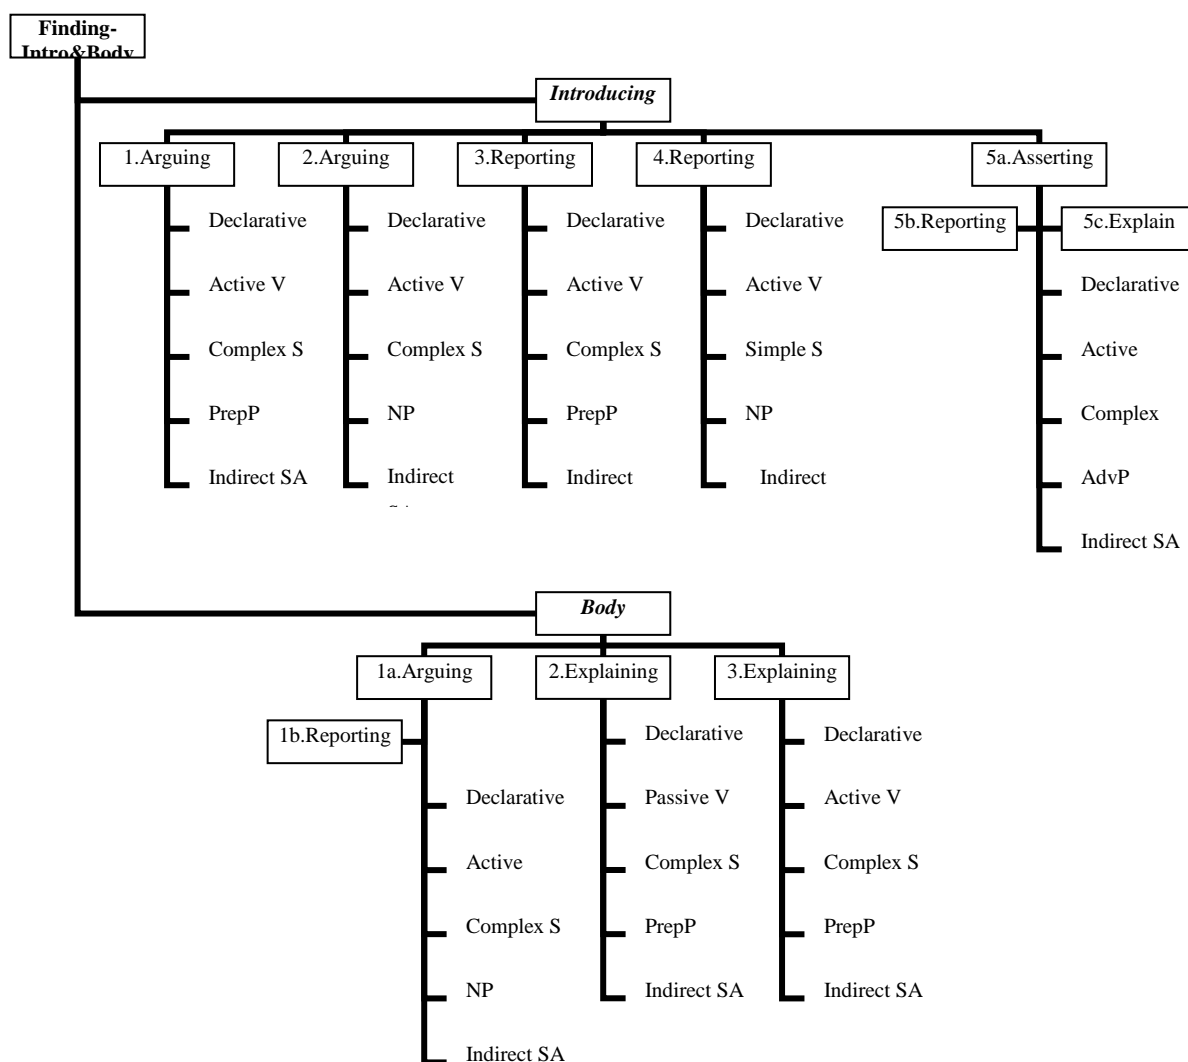 Finding-
Intro&Body
Introducing
1.Arguing
2.Arguing
3.Reporting
4.Reporting
5a.Asserting
Declarative
Declarative
Declarative
Declarative
5b.Reporting
5c.Explain
Active V
Active V
Active V
Active V
Declarative
Complex S
Complex S
Complex S
Simple S
Active
PrepP
NP
PrepP
NP
Complex
Indirect SA
Indirect
Indirect
Indirect
AdvP
Indirect SA
Body
1a.Arguing
2.Explaining
3.Explaining
1b.Reporting
Declarative
Declarative
Declarative
Passive V
Active V
Active
Complex S
Complex S
Complex S
PrepP
PrepP
NP
Indirect SA
Indirect SA
Indirect SA